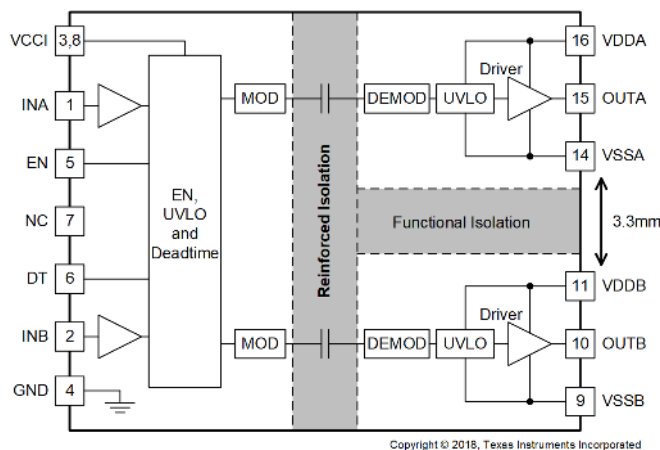 VCCI 3,8
16 VDDA
Driver
INA 1
MOD
DEMOD
UVLO
15 OUTA
EN 5
14 VSSA
EN,
UVLO
and
Deadtime
Reinforced Isolation
NC 7
Functional Isolation
3.3mm
DT 6
11 VDDB
Driver
INB 2
MOD
DEMOD
UVLO
10 OUTB
GND 4
9 VSSB
Copyright © 2018, Texas Instruments Incorporated